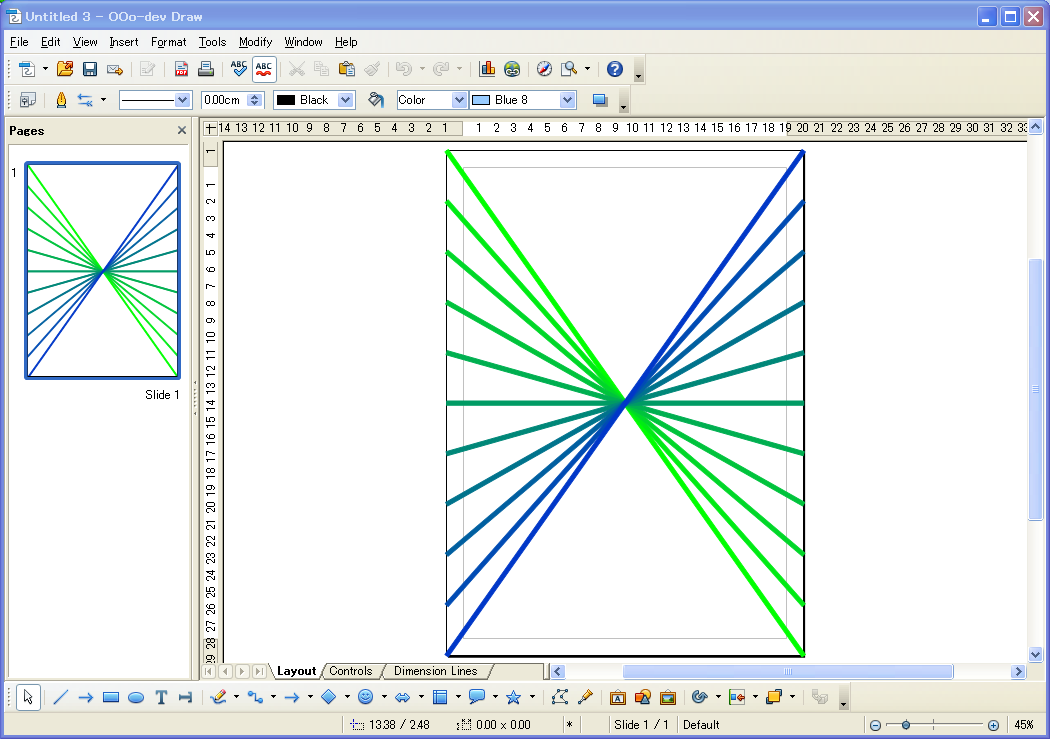 Untitled 3 - OOo-dev Draw
File Edit View Insert Format Tools Modify Window Help
PDF ABC ABC
0.00cm Black Color Blue 8
Pages
14 13 12 11 10 9 8 7 6 5 4 3 2 1 1 2 3 4 5 6 7 8 9 10 11 12 13 14 15 16 17 18 19 20 21 22 23 24 25 26 27 28 29 30 31 32 33
1
Slide 1
1 1 2 3 4 5 6 7 8 9 10 11 12 13 14 15 16 17 18 19 20 21 22 23 24 25 26 27 28 29
Layout Controls Dimension Lines
13.38 / 2.48 0.00 x 0.00 * Slide 1 / 1 Default 45%